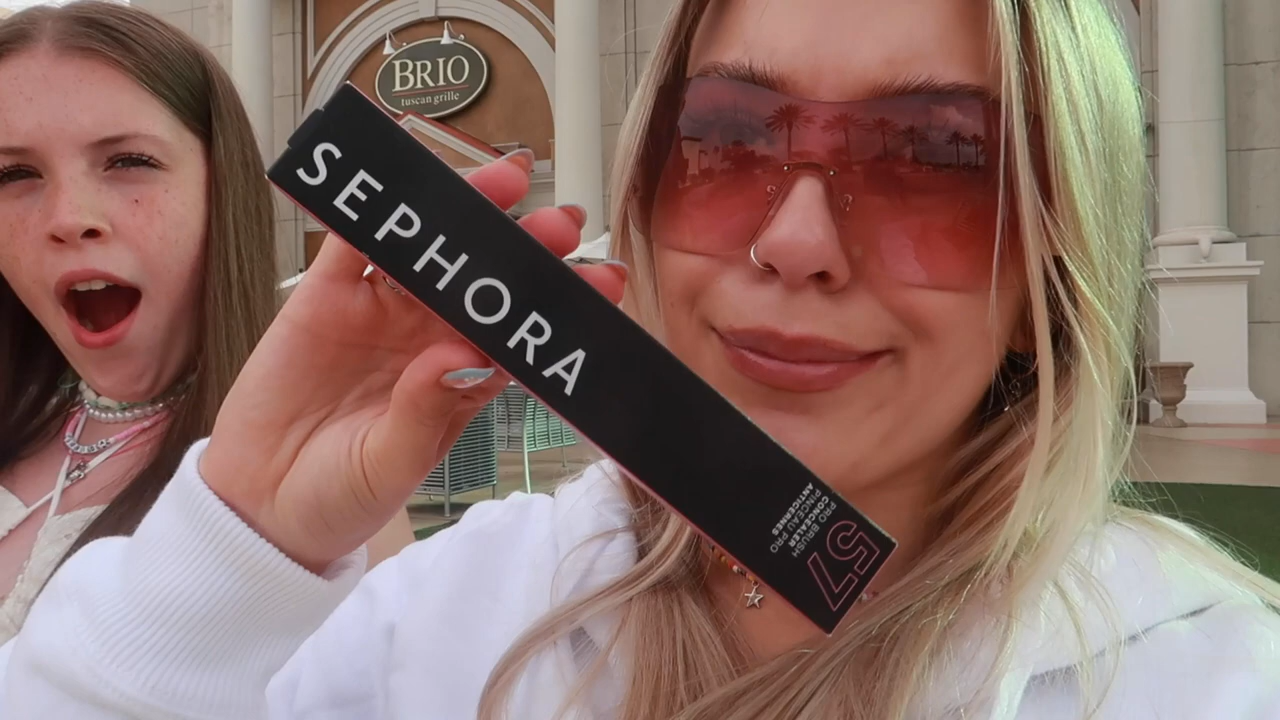 BRIO
tuscan grille
SEPHORA
PRO BRUSH
CONCEALER
PINCEAU PRO
ANTICERNES
57